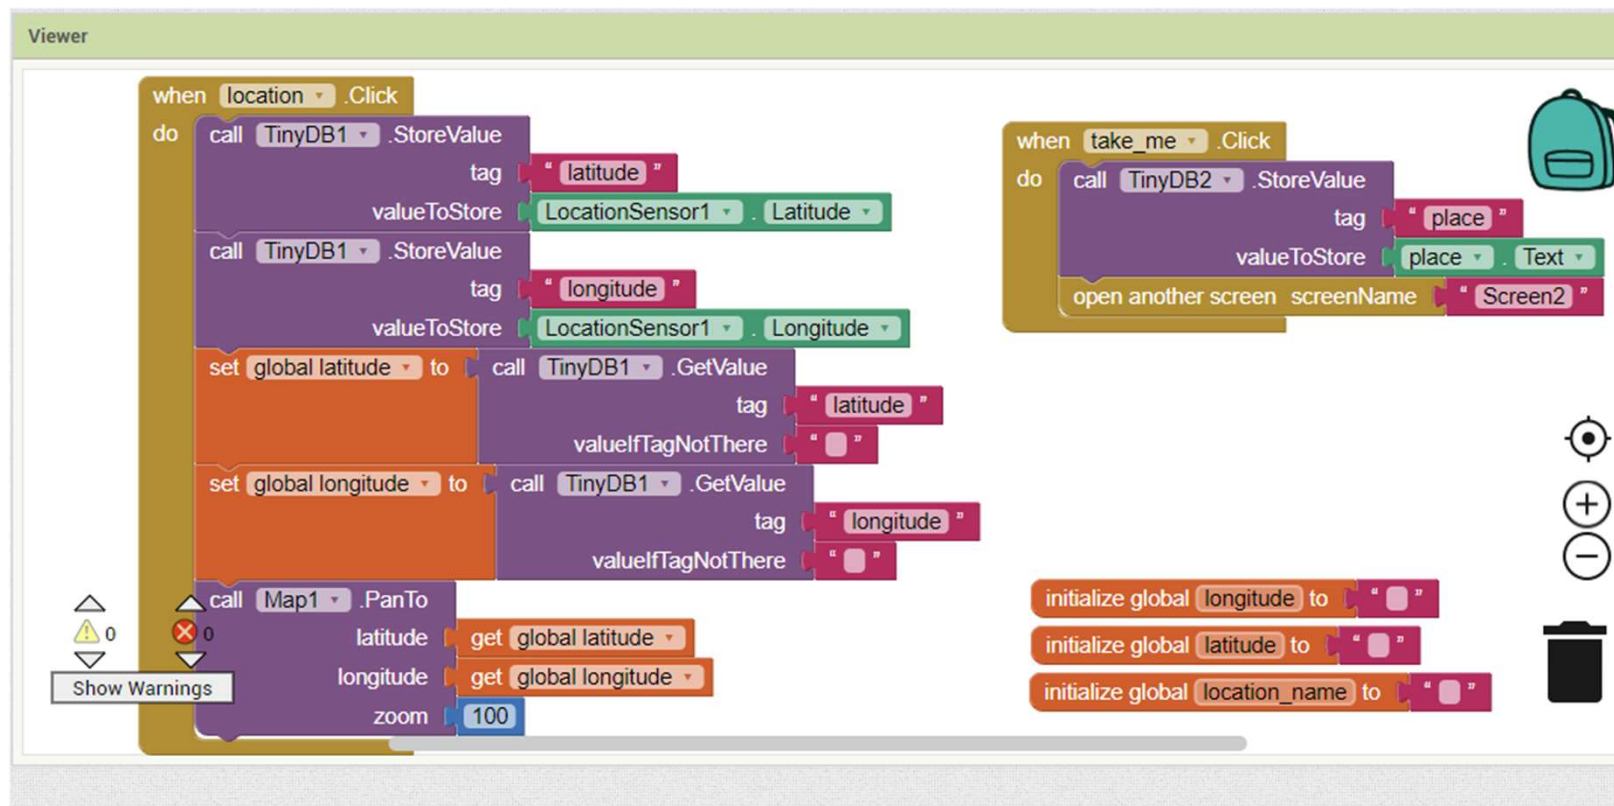 Viewer
when location .Click
do call TinyDB1 .StoreValue
tag " latitude "
valueToStore LocationSensor1 . Latitude
call TinyDB1 .StoreValue
tag " longitude "
valueToStore LocationSensor1 . Longitude
set global latitude to call TinyDB1 .GetValue
tag " latitude "
valueIfTagNotThere " "
set global longitude to call TinyDB1 .GetValue
tag " longitude "
valueIfTagNotThere " "
call Map1 .PanTo
latitude get global latitude
longitude get global longitude
zoom 100
0 0
Show Warnings
when take_me .Click
do call TinyDB2 .StoreValue
tag " place "
valueToStore place . Text
open another screen screenName " Screen2 "
initialize global longitude to " "
initialize global latitude to " "
initialize global location_name to " "